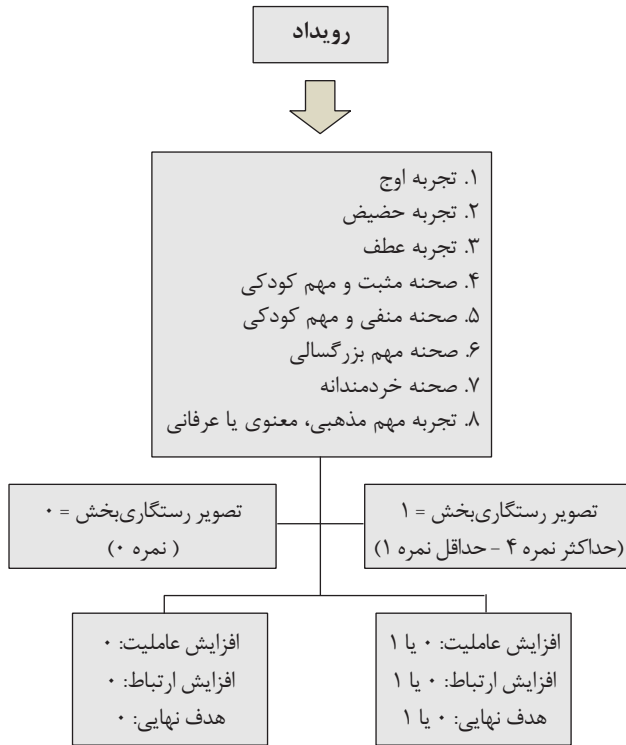 رویداد
۱. تجربه اوج
۲. تجربه حضیض
۳. تجربه عطف
۴. صحنه مثبت و مهم کودکی
۵. صحنه منفی و مهم کودکی
۶. صحنه مهم بزرگسالی
۷. صحنه خردمندانه
۸. تجربه مهم مذهبی، معنوی یا عرفانی
تصویر رستگاری‌بخش = ۱
(حداکثر نمره ۴ - حداقل نمره ۱)
تصویر رستگاری‌بخش = ۰
( نمره ۰)
افزایش عاملیت: ۰ یا ۱
افزایش ارتباط: ۰ یا ۱
هدف نهایی: ۰ یا ۱
افزایش عاملیت: ۰
افزایش ارتباط: ۰
هدف نهایی: ۰